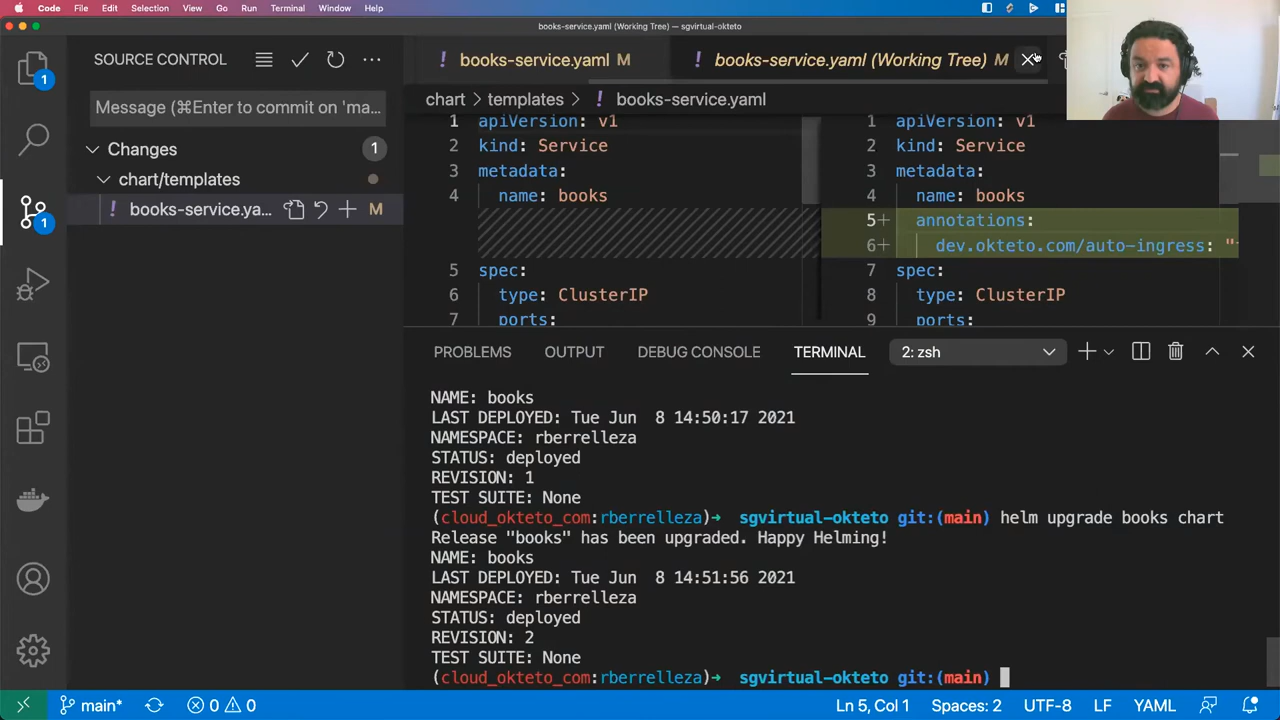 Code File Edit Selection View Go Run Terminal Window Help
books-service.yaml (Working Tree) — sgvirtual-okteto
SOURCE CONTROL
! books-service.yaml M
! books-service.yaml (Working Tree) M
1
Message (⌘Enter to commit on 'ma...
chart > templates > ! books-service.yaml
Changes 1
chart/templates
! books-service.ya... M
1
1 apiVersion: v1
2 kind: Service
3 metadata:
4 name: books
5 spec:
6 type: ClusterIP
7 ports:
1 apiVersion: v1
2 kind: Service
3 metadata:
4 name: books
5+ annotations:
6+ dev.okteto.com/auto-ingress: "
7 spec:
8 type: ClusterIP
9 ports:
PROBLEMS OUTPUT DEBUG CONSOLE TERMINAL 2: zsh
NAME: books
LAST DEPLOYED: Tue Jun 8 14:50:17 2021
NAMESPACE: rberrelleza
STATUS: deployed
REVISION: 1
TEST SUITE: None
(cloud_okteto_com:rberrelleza)➜ sgvirtual-okteto git:(main) helm upgrade books chart
Release "books" has been upgraded. Happy Helming!
NAME: books
LAST DEPLOYED: Tue Jun 8 14:51:56 2021
NAMESPACE: rberrelleza
STATUS: deployed
REVISION: 2
TEST SUITE: None
(cloud_okteto_com:rberrelleza)➜ sgvirtual-okteto git:(main)
main* 0 0 Ln 5, Col 1 Spaces: 2 UTF-8 LF YAML